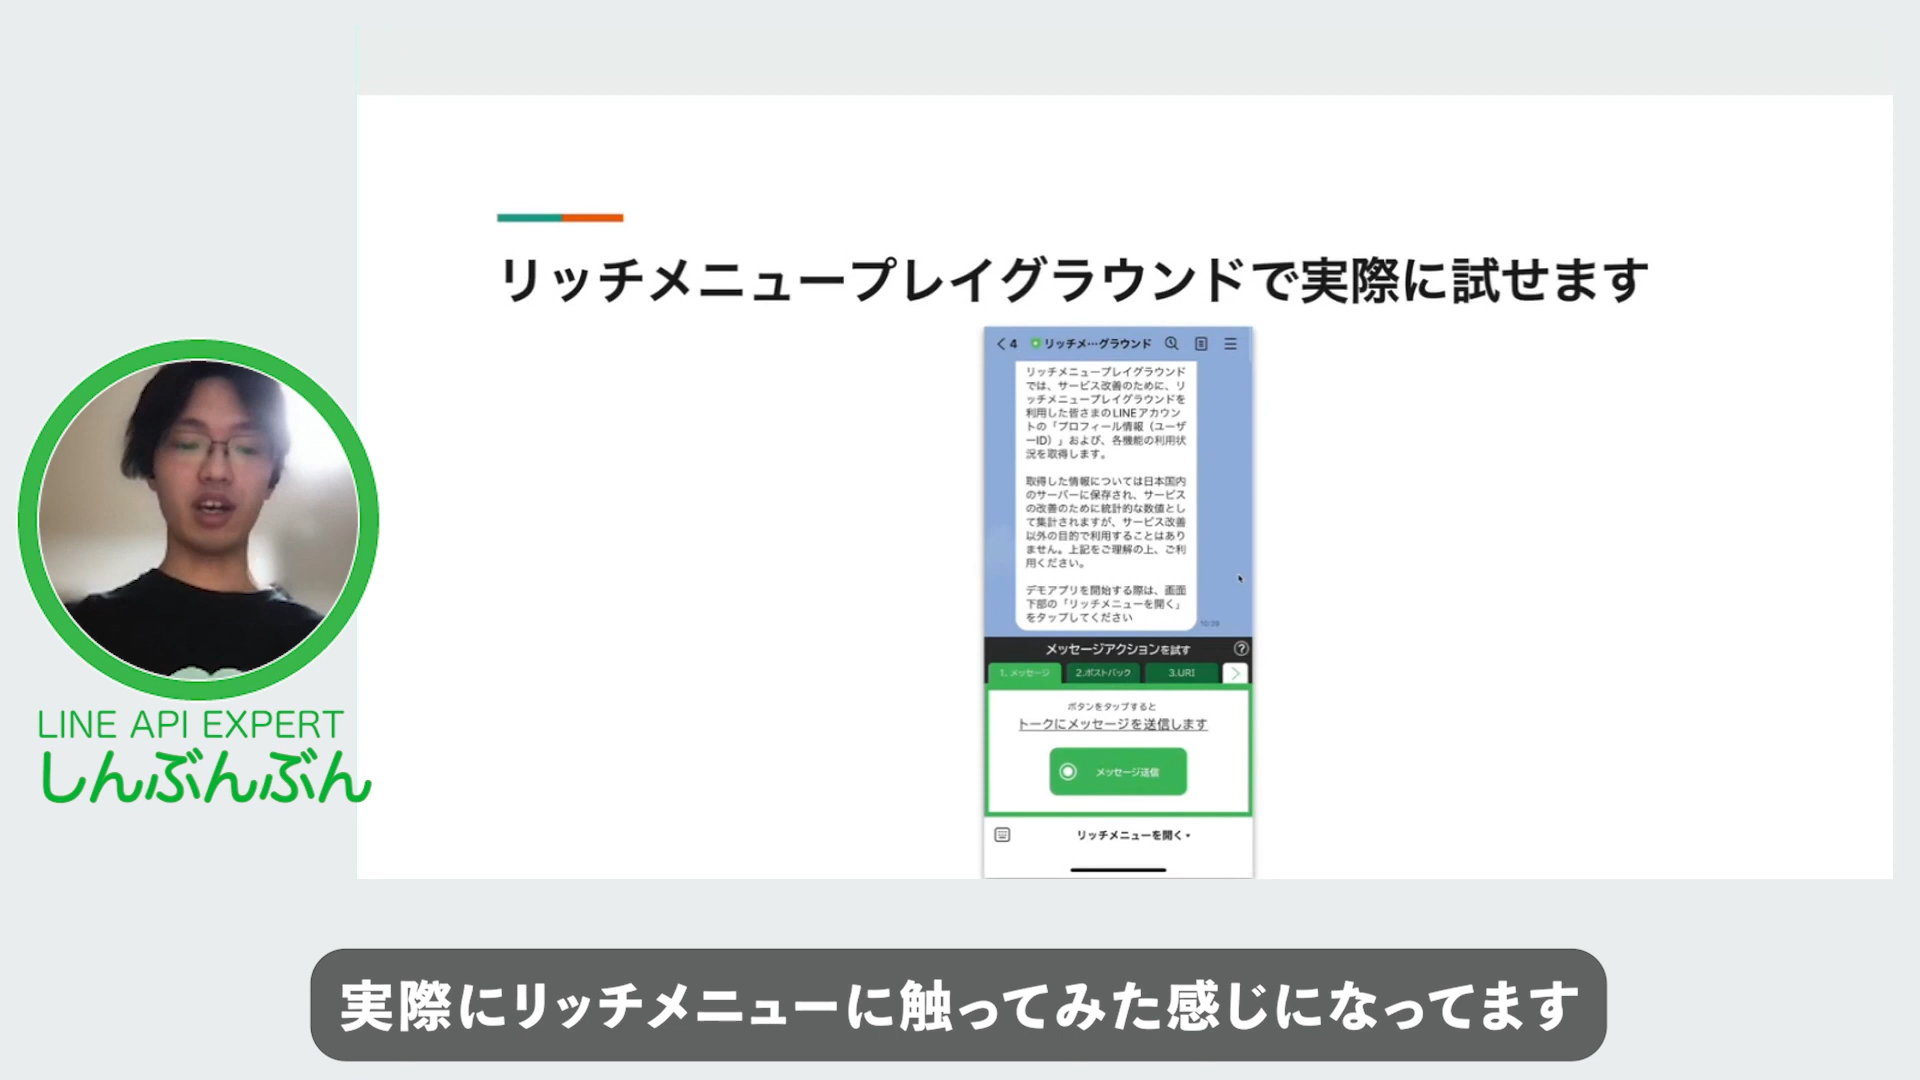 リッチメニュープレイグラウンドで実際に試せます
4 リッチメ…グラウンド
リッチメニュープレイグラウンド
では、サービス改善のために、リ
ッチメニュープレイグラウンドを
利用した皆さまのLINEアカウン
トの「プロフィール情報（ユーザ
ーID）」および、各機能の利用状
況を取得します。
取得した情報については日本国内
のサーバーに保存され、サービス
の改善のために統計的な数値とし
て集計されますが、サービス改善
以外の目的で利用することはあり
ません。上記をご理解の上、ご利
用ください。
デモアプリを開始する際は、画面
下部の「リッチメニューを開く」
をタップしてください
10:39
メッセージアクションを試す ?
1. メッセージ 2.ポストバック 3.URI
ボタンをタップすると
トークにメッセージを送信します
メッセージ送信
リッチメニューを開く
LINE API EXPERT
しんぶんぶん
実際にリッチメニューに触ってみた感じになってます